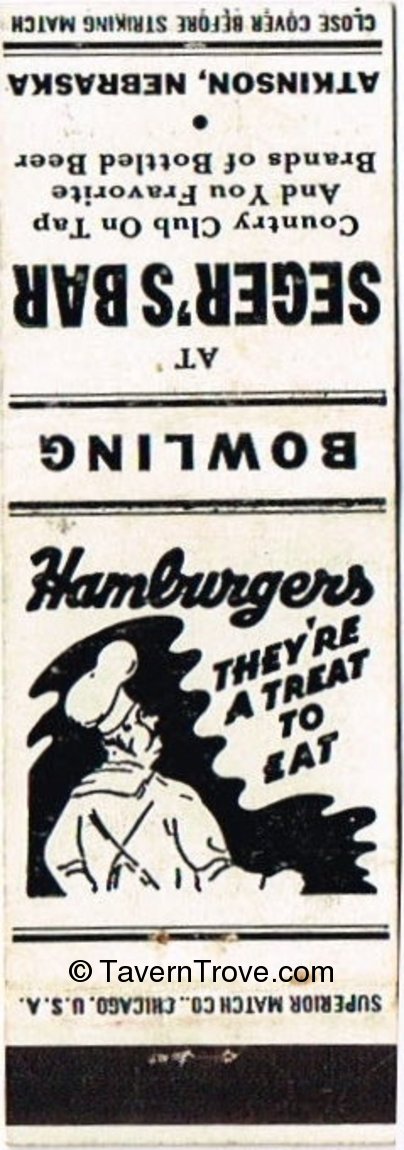 CLOSE COVER BEFORE STRIKING MATCH
ATKINSON, NEBRASKA
•
Brands of Bottled Beer
And You Fravorite
Country Club On Tap
SEGER'S BAR
AT
BOWLING
Hamburgers
THEY'RE
A TREAT
TO
EAT
© TavernTrove.com
SUPERIOR MATCH CO., CHICAGO, U.S.A.